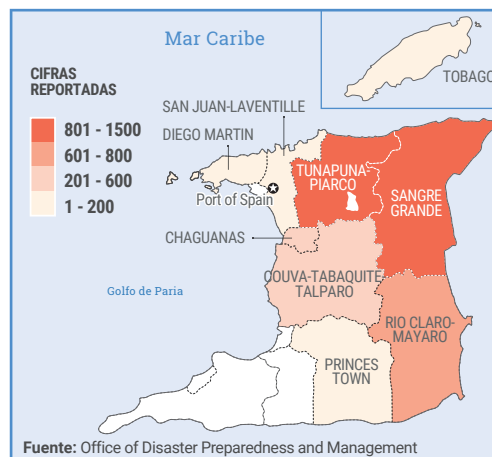 Mar Caribe
TOBAGO
CIFRAS
REPORTADAS
801 - 1500
601 - 800
201 - 600
1 - 200
SAN JUAN-LAVENTILLE
DIEGO MARTIN
Port of Spain
TUNAPUNA-
PIARCO
SANGRE
GRANDE
CHAGUANAS
COUVA-TABAQUITE
TALPARO
Golfo de Paria
RIO CLARO-
MAYARO
PRINCES
TOWN
Fuente: Office of Disaster Preparedness and Management